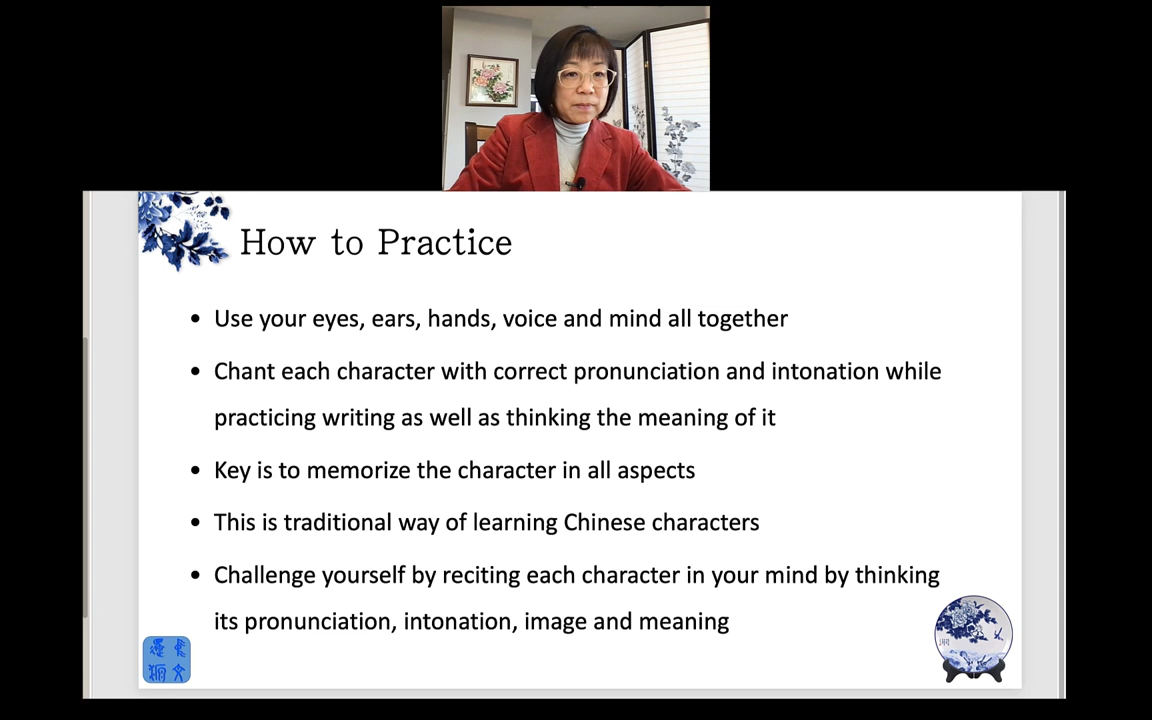 How to Practice
Use your eyes, ears, hands, voice and mind all together
Chant each character with correct pronunciation and intonation while
practicing writing as well as thinking the meaning of it
Key is to memorize the character in all aspects
This is traditional way of learning Chinese characters
Challenge yourself by reciting each character in your mind by thinking
its pronunciation, intonation, image and meaning